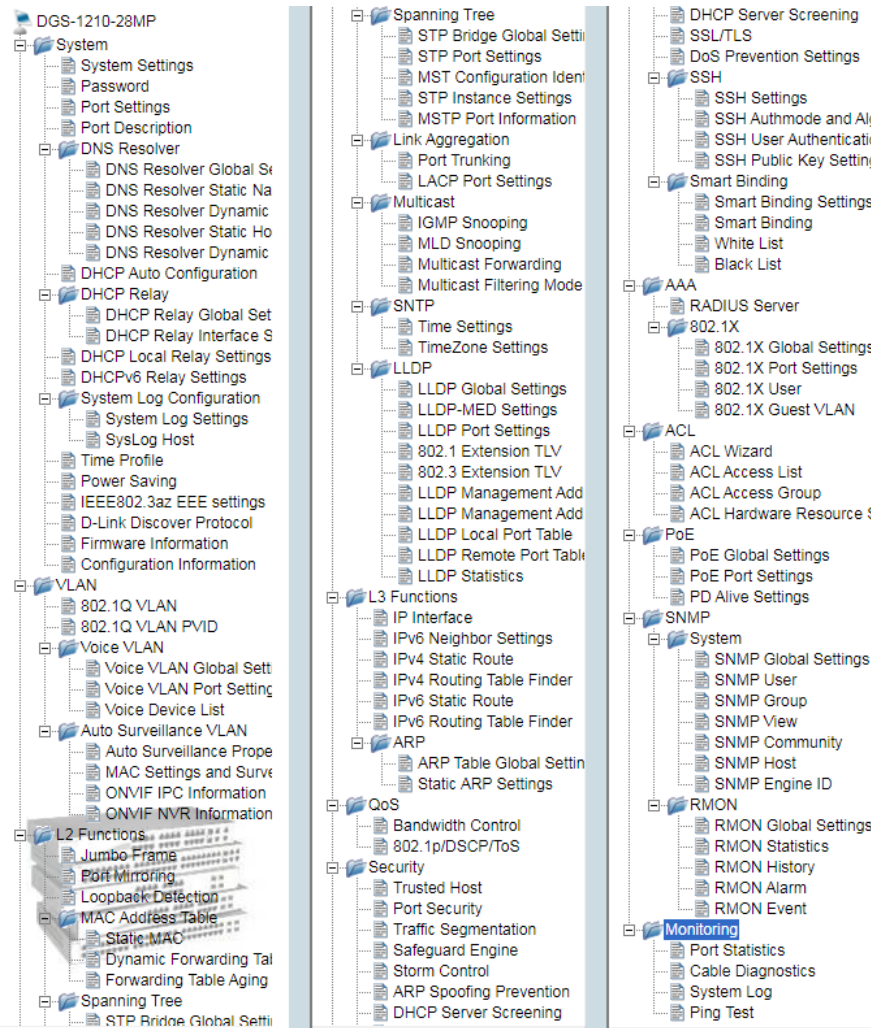 DGS-1210-28MP
System
System Settings
Password
Port Settings
Port Description
DNS Resolver
DNS Resolver Global Se
DNS Resolver Static Na
DNS Resolver Dynamic
DNS Resolver Static Ho
DNS Resolver Dynamic
DHCP Auto Configuration
DHCP Relay
DHCP Relay Global Set
DHCP Relay Interface S
DHCP Local Relay Settings
DHCPv6 Relay Settings
System Log Configuration
System Log Settings
SysLog Host
Time Profile
Power Saving
IEEE802.3az EEE settings
D-Link Discover Protocol
Firmware Information
Configuration Information
VLAN
802.1Q VLAN
802.1Q VLAN PVID
Voice VLAN
Voice VLAN Global Setti
Voice VLAN Port Setting
Voice Device List
Auto Surveillance VLAN
Auto Surveillance Prope
MAC Settings and Surve
ONVIF IPC Information
ONVIF NVR Information
L2 Functions
Jumbo Frame
Port Mirroring
Loopback Detection
MAC Address Table
Static MAC
Dynamic Forwarding Tal
Forwarding Table Aging
Spanning Tree
STP Bridge Global Setti
Spanning Tree
STP Bridge Global Settin
STP Port Settings
MST Configuration Ident
STP Instance Settings
MSTP Port Information
Link Aggregation
Port Trunking
LACP Port Settings
Multicast
IGMP Snooping
MLD Snooping
Multicast Forwarding
Multicast Filtering Mode
SNTP
Time Settings
TimeZone Settings
LLDP
LLDP Global Settings
LLDP-MED Settings
LLDP Port Settings
802.1 Extension TLV
802.3 Extension TLV
LLDP Management Add
LLDP Management Add
LLDP Local Port Table
LLDP Remote Port Table
LLDP Statistics
L3 Functions
IP Interface
IPv6 Neighbor Settings
IPv4 Static Route
IPv4 Routing Table Finder
IPv6 Static Route
IPv6 Routing Table Finder
ARP
ARP Table Global Settin
Static ARP Settings
QoS
Bandwidth Control
802.1p/DSCP/ToS
Security
Trusted Host
Port Security
Traffic Segmentation
Safeguard Engine
Storm Control
ARP Spoofing Prevention
DHCP Server Screening
DHCP Server Screening
SSL/TLS
DoS Prevention Settings
SSH
SSH Settings
SSH Authmode and Alg
SSH User Authenticatio
SSH Public Key Setting
Smart Binding
Smart Binding Settings
Smart Binding
White List
Black List
AAA
RADIUS Server
802.1X
802.1X Global Settings
802.1X Port Settings
802.1X User
802.1X Guest VLAN
ACL
ACL Wizard
ACL Access List
ACL Access Group
ACL Hardware Resource S
PoE
PoE Global Settings
PoE Port Settings
PD Alive Settings
SNMP
System
SNMP Global Settings
SNMP User
SNMP Group
SNMP View
SNMP Community
SNMP Host
SNMP Engine ID
RMON
RMON Global Settings
RMON Statistics
RMON History
RMON Alarm
RMON Event
Monitoring
Port Statistics
Cable Diagnostics
System Log
Ping Test